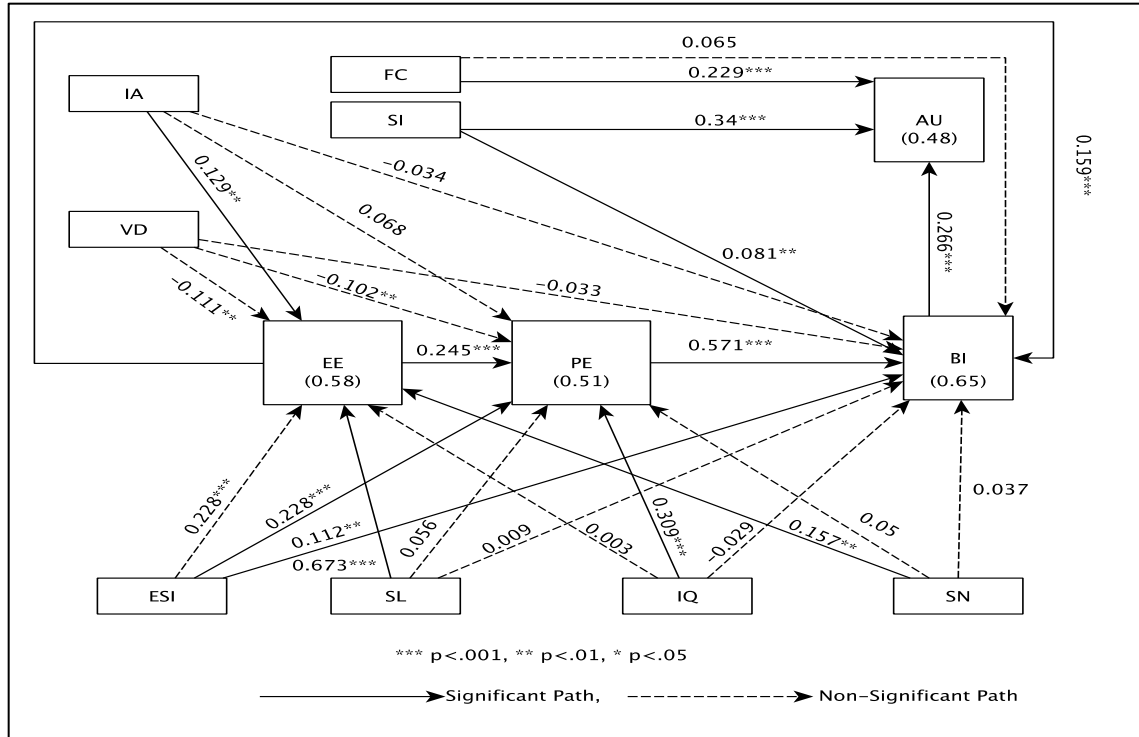 0.065
FC
0.229***
IA
SI
0.34***
AU
(0.48)
0.159***
0.129**
−0.034
0.068
VD
0.081**
0.266***
−0.111**
−0.102**
−0.033
EE
(0.58)
0.245***
PE
(0.51)
0.571***
BI
(0.65)
0.228***
0.228***
0.112**
0.673***
0.056
0.009
0.003
0.309***
-0.029
0.157**
0.05
0.037
ESI
SL
IQ
SN
*** p<.001, ** p<.01, * p<.05
Significant Path,
Non−Significant Path